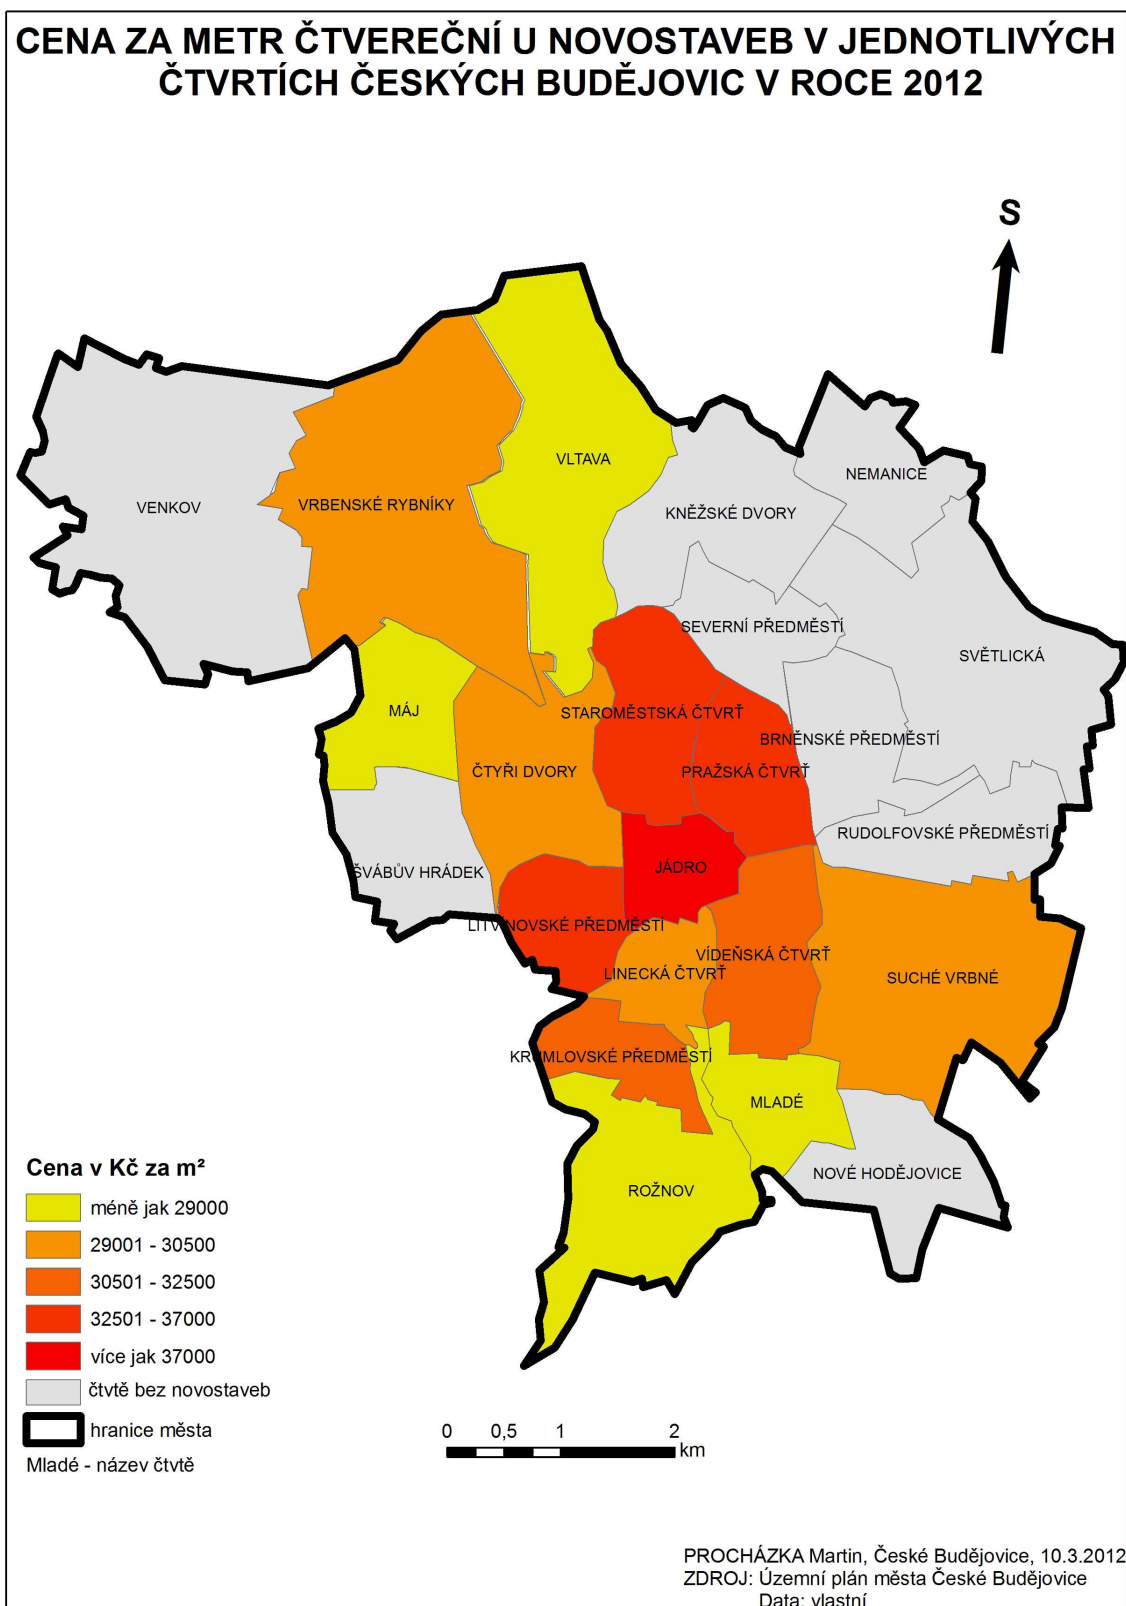 CENA ZA METR ČTVEREČNÍ U NOVOSTAVEB V JEDNOTLIVÝCH
ČTVRTÍCH ČESKÝCH BUDĚJOVIC V ROCE 2012
S
VLTAVA
NEMANICE
VENKOV
VRBENSKÉ RYBNÍKY
KNĚŽSKÉ DVORY
SEVERNÍ PŘEDMĚSTÍ
SVĚTLICKÁ
MÁJ
STAROMĚSTSKÁ ČTVRŤ
BRNĚNSKÉ PŘEDMĚSTÍ
ČTYŘI DVORY
PRAŽSKÁ ČTVRŤ
RUDOLFOVSKÉ PŘEDMĚSTÍ
ŠVÁBŮV HRÁDEK
JÁDRO
LITVÍNOVSKÉ PŘEDMĚSTÍ
VÍDEŇSKÁ ČTVRŤ
LINECKÁ ČTVRŤ
SUCHÉ VRBNÉ
KRUMLOVSKÉ PŘEDMĚSTÍ
MLADÉ
NOVÉ HODĚJOVICE
ROŽNOV
Cena v Kč za m²
méně jak 29000
29001 - 30500
30501 - 32500
32501 - 37000
více jak 37000
čtvtě bez novostaveb
hranice města
Mladé - název čtvtě
0 0,5 1 2
km
PROCHÁZKA Martin, České Budějovice, 10.3.2012
ZDROJ: Územní plán města České Budějovice
Data: vlastní